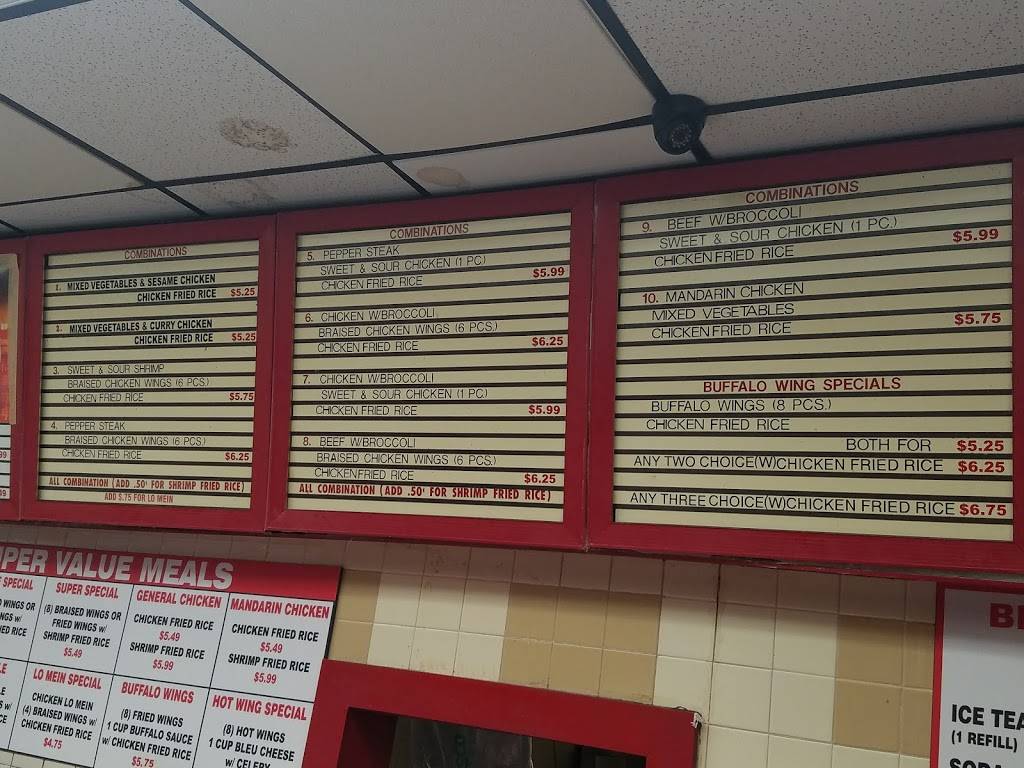 COMBINATIONS
1. MIXED VEGETABLES & SESAME CHICKEN
CHICKEN FRIED RICE $5.25
2. MIXED VEGETABLES & CURRY CHICKEN
CHICKEN FRIED RICE $5.25
3. SWEET & SOUR SHRIMP
BRAISED CHICKEN WINGS (6 PCS.)
CHICKEN FRIED RICE $5.75
4. PEPPER STEAK
BRAISED CHICKEN WINGS (6 PCS.)
CHICKEN FRIED RICE $6.25
ALL COMBINATION (ADD .50¢ FOR SHRIMP FRIED RICE)
ADD $.75 FOR LO MEIN
COMBINATIONS
5. PEPPER STEAK
SWEET & SOUR CHICKEN (1 PC)
CHICKEN FRIED RICE $5.99
6. CHICKEN W/BROCCOLI
BRAISED CHICKEN WINGS (6 PCS.)
CHICKEN FRIED RICE $6.25
7. CHICKEN W/BROCCOLI
SWEET & SOUR CHICKEN (1 PC)
CHICKEN FRIED RICE $5.99
8. BEEF W/BROCCOLI
BRAISED CHICKEN WINGS (6 PCS.)
CHICKENFRIED RICE $6.25
ALL COMBINATION (ADD .50¢ FOR SHRIMP FRIED RICE)
COMBINATIONS
9. BEEF W/BROCCOLI
SWEET & SOUR CHICKEN (1 PC.)
CHICKEN FRIED RICE $5.99
10. MANDARIN CHICKEN
MIXED VEGETABLES
CHICKEN FRIED RICE $5.75
BUFFALO WING SPECIALS
BUFFALO WINGS (8 PCS.)
CHICKEN FRIED RICE
BOTH FOR $5.25
ANY TWO CHOICE(W)CHICKEN FRIED RICE $6.25
ANY THREE CHOICE(W)CHICKEN FRIED RICE $6.75
PER VALUE MEALS
SPECIAL
WINGS OR
W/
RICE
SUPER SPECIAL
(8) BRAISED WINGS OR
FRIED WINGS W/
SHRIMP FRIED RICE
$5.49
GENERAL CHICKEN
CHICKEN FRIED RICE
$5.49
SHRIMP FRIED RICE
$5.99
MANDARIN CHICKEN
CHICKEN FRIED RICE
$5.49
SHRIMP FRIED RICE
$5.99
LO MEIN SPECIAL
CHICKEN LO MEIN
(4) BRAISED WINGS W/
CHICKEN FRIED RICE
$4.75
BUFFALO WINGS
(8) FRIED WINGS
1 CUP BUFFALO SAUCE
W/ CHICKEN FRIED RICE
$5.75
HOT WING SPECIAL
(8) HOT WINGS
1 CUP BLEU CHEESE
W/ CELERY
ICE TEA
(1 REFILL)
SODA